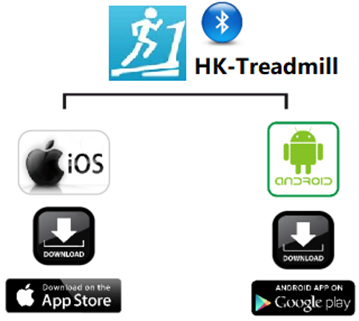 HK-Treadmill
iOS
ANDROID
DOWNLOAD
DOWNLOAD
Download on the
App Store
ANDROID APP ON
Google play